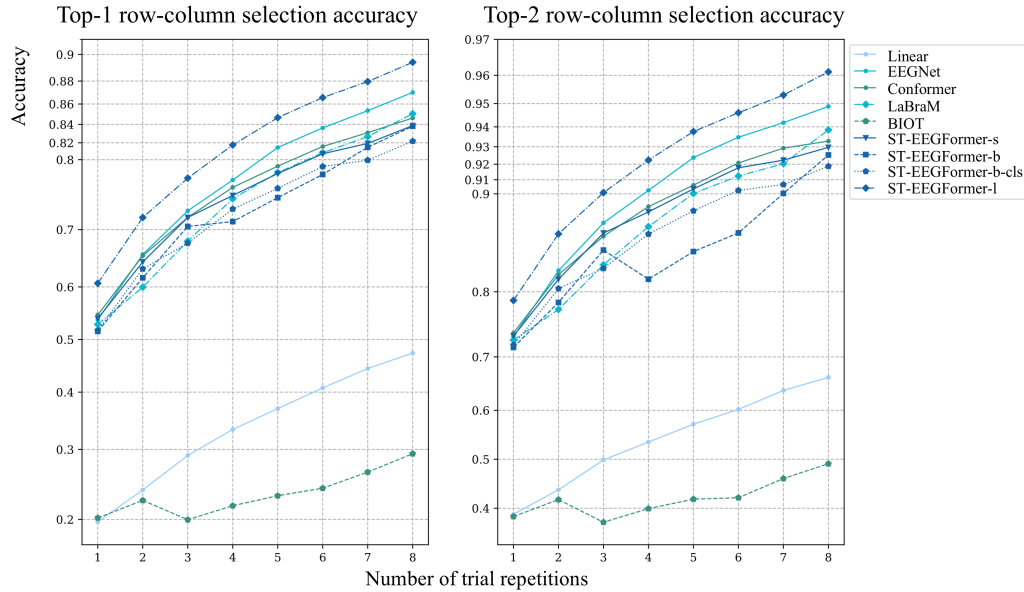 Top-1 row-column selection accuracy
Top-2 row-column selection accuracy
Accuracy
0.9
0.88
0.86
0.84
0.82
0.8
0.7
0.6
0.5
0.4
0.3
0.2
1 2 3 4 5 6 7 8
0.97
0.96
0.95
0.94
0.93
0.92
0.91
0.9
0.8
0.7
0.6
0.5
0.4
1 2 3 4 5 6 7 8
Linear
EEGNet
Conformer
LaBraM
BIOT
ST-EEGFormer-s
ST-EEGFormer-b
ST-EEGFormer-b-cls
ST-EEGFormer-l
Number of trial repetitions